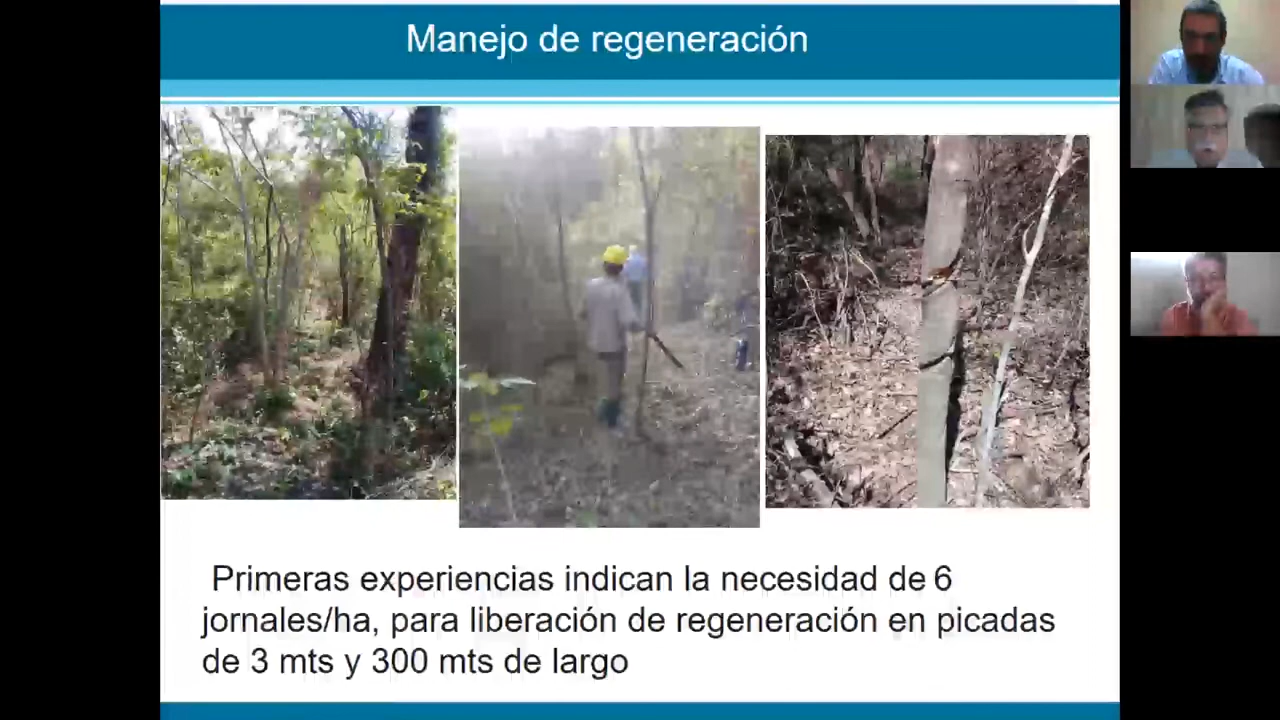 Manejo de regeneración
Primeras experiencias indican la necesidad de 6
jornales/ha, para liberación de regeneración en picadas
de 3 mts y 300 mts de largo